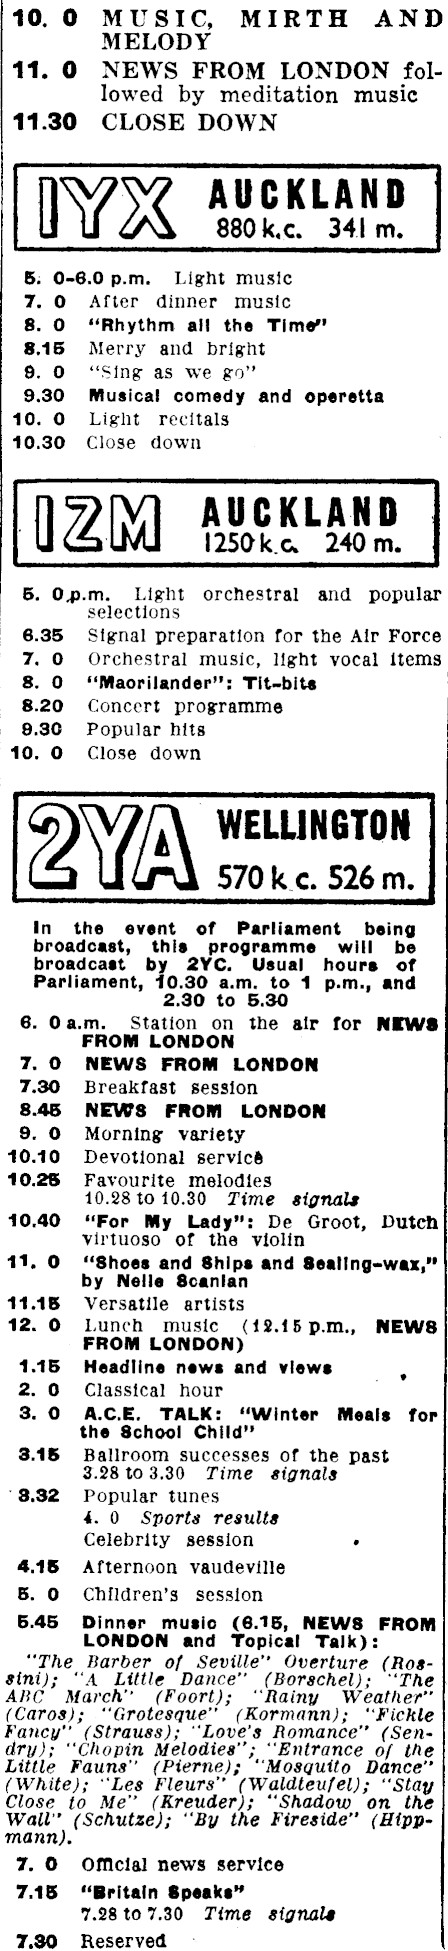 10. 0 MUSIC, MIRTH AND
MELODY
11. 0 NEWS FROM LONDON fol-
lowed by meditation music
11.30 CLOSE DOWN
1YX AUCKLAND
880 k.c. 341 m.
5. 0-6.0 p.m. Light music
7. 0 After dinner music
8. 0 "Rhythm all the Time"
8.15 Merry and bright
9. 0 "Sing as we go"
9.30 Musical comedy and operetta
10. 0 Light recitals
10.30 Close down
1ZM AUCKLAND
1250 k.c. 240 m.
5. 0 p.m. Light orchestral and popular
selections
6.35 Signal preparation for the Air Force
7. 0 Orchestral music, light vocal items
8. 0 "Maorilander": Tit-bits
8.20 Concert programme
9.30 Popular hits
10. 0 Close down
2YA WELLINGTON
570 k.c. 526 m.
In the event of Parliament being
broadcast, this programme will be
broadcast by 2YC. Usual hours of
Parliament, 10.30 a.m. to 1 p.m., and
2.30 to 5.30
6. 0 a.m. Station on the air for NEWS
FROM LONDON
7. 0 NEWS FROM LONDON
7.30 Breakfast session
8.45 NEWS FROM LONDON
9. 0 Morning variety
10.10 Devotional service
10.25 Favourite melodies
10.28 to 10.30 Time signals
10.40 "For My Lady": De Groot, Dutch
virtuoso of the violin
11. 0 "Shoes and Ships and Sealing-wax,"
by Nelle Scanlan
11.15 Versatile artists
12. 0 Lunch music (12.15 p.m., NEWS
FROM LONDON)
1.15 Headline news and views
2. 0 Classical hour
3. 0 A.C.E. TALK: "Winter Meals for
the School Child"
3.15 Ballroom successes of the past
3.28 to 3.30 Time signals
3.32 Popular tunes
4. 0 Sports results
Celebrity session
4.15 Afternoon vaudeville
5. 0 Children's session
5.45 Dinner music (6.15, NEWS FROM
LONDON and Topical Talk):
"The Barber of Seville" Overture (Ros-
sini); "A Little Dance" (Borschel); "The
ABC March" (Foort); "Rainy Weather"
(Caros); "Grotesque" (Kormann); "Fickle
Fancy" (Strauss); "Love's Romance" (Sen-
dry); "Chopin Melodies"; "Entrance of the
Little Fauns" (Pierne); "Mosquito Dance"
(White); "Les Fleurs" (Waldteufel); "Stay
Close to Me" (Kreuder); "Shadow on the
Wall" (Schutze); "By the Fireside" (Hipp-
mann).
7. 0 Official news service
7.15 "Britain Speaks"
7.28 to 7.30 Time signals
7.30 Reserved